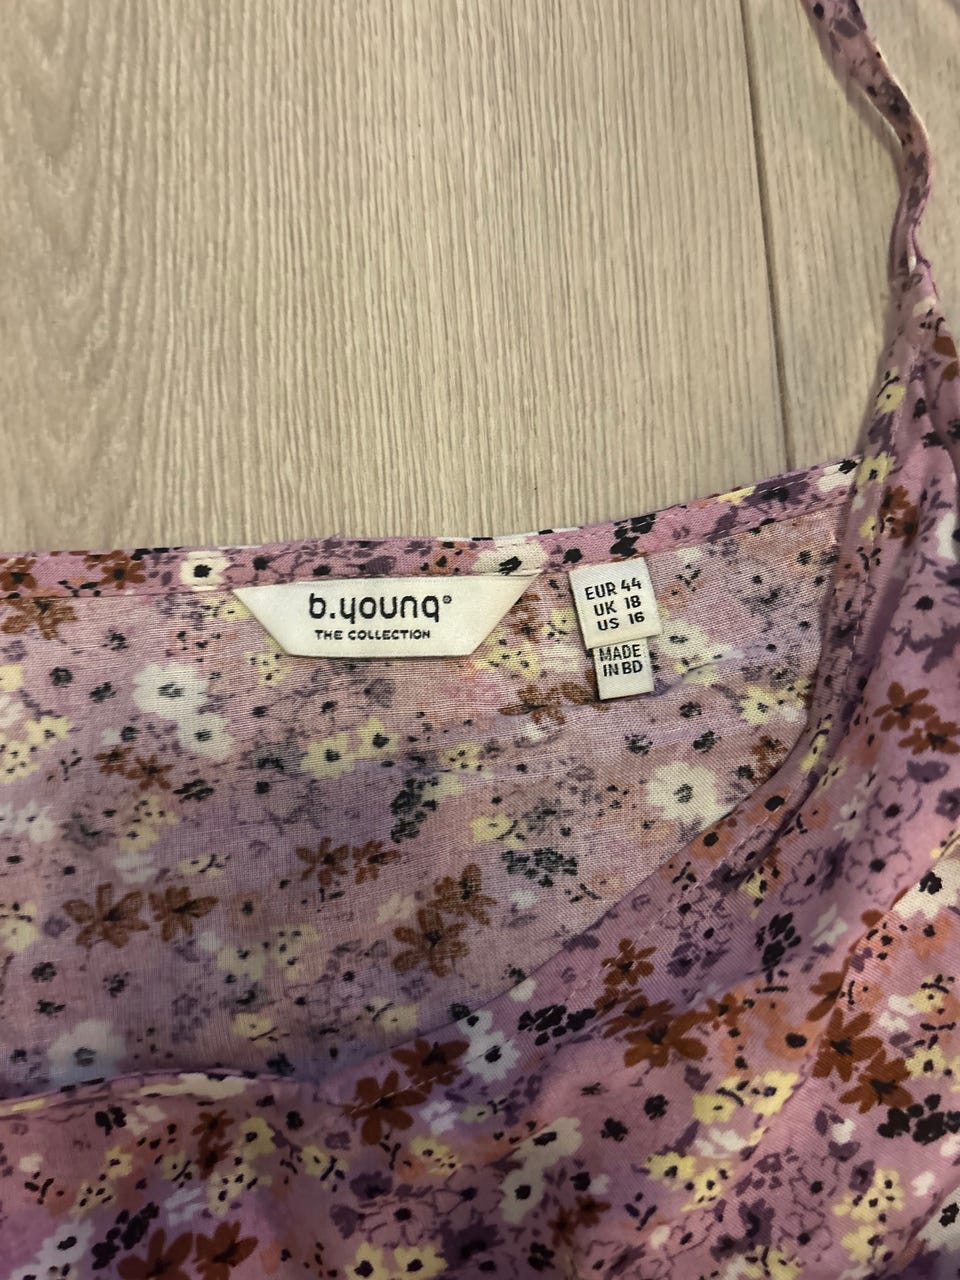 b.young®
THE COLLECTION
EUR 44
UK 18
US 16
MADE
IN BD